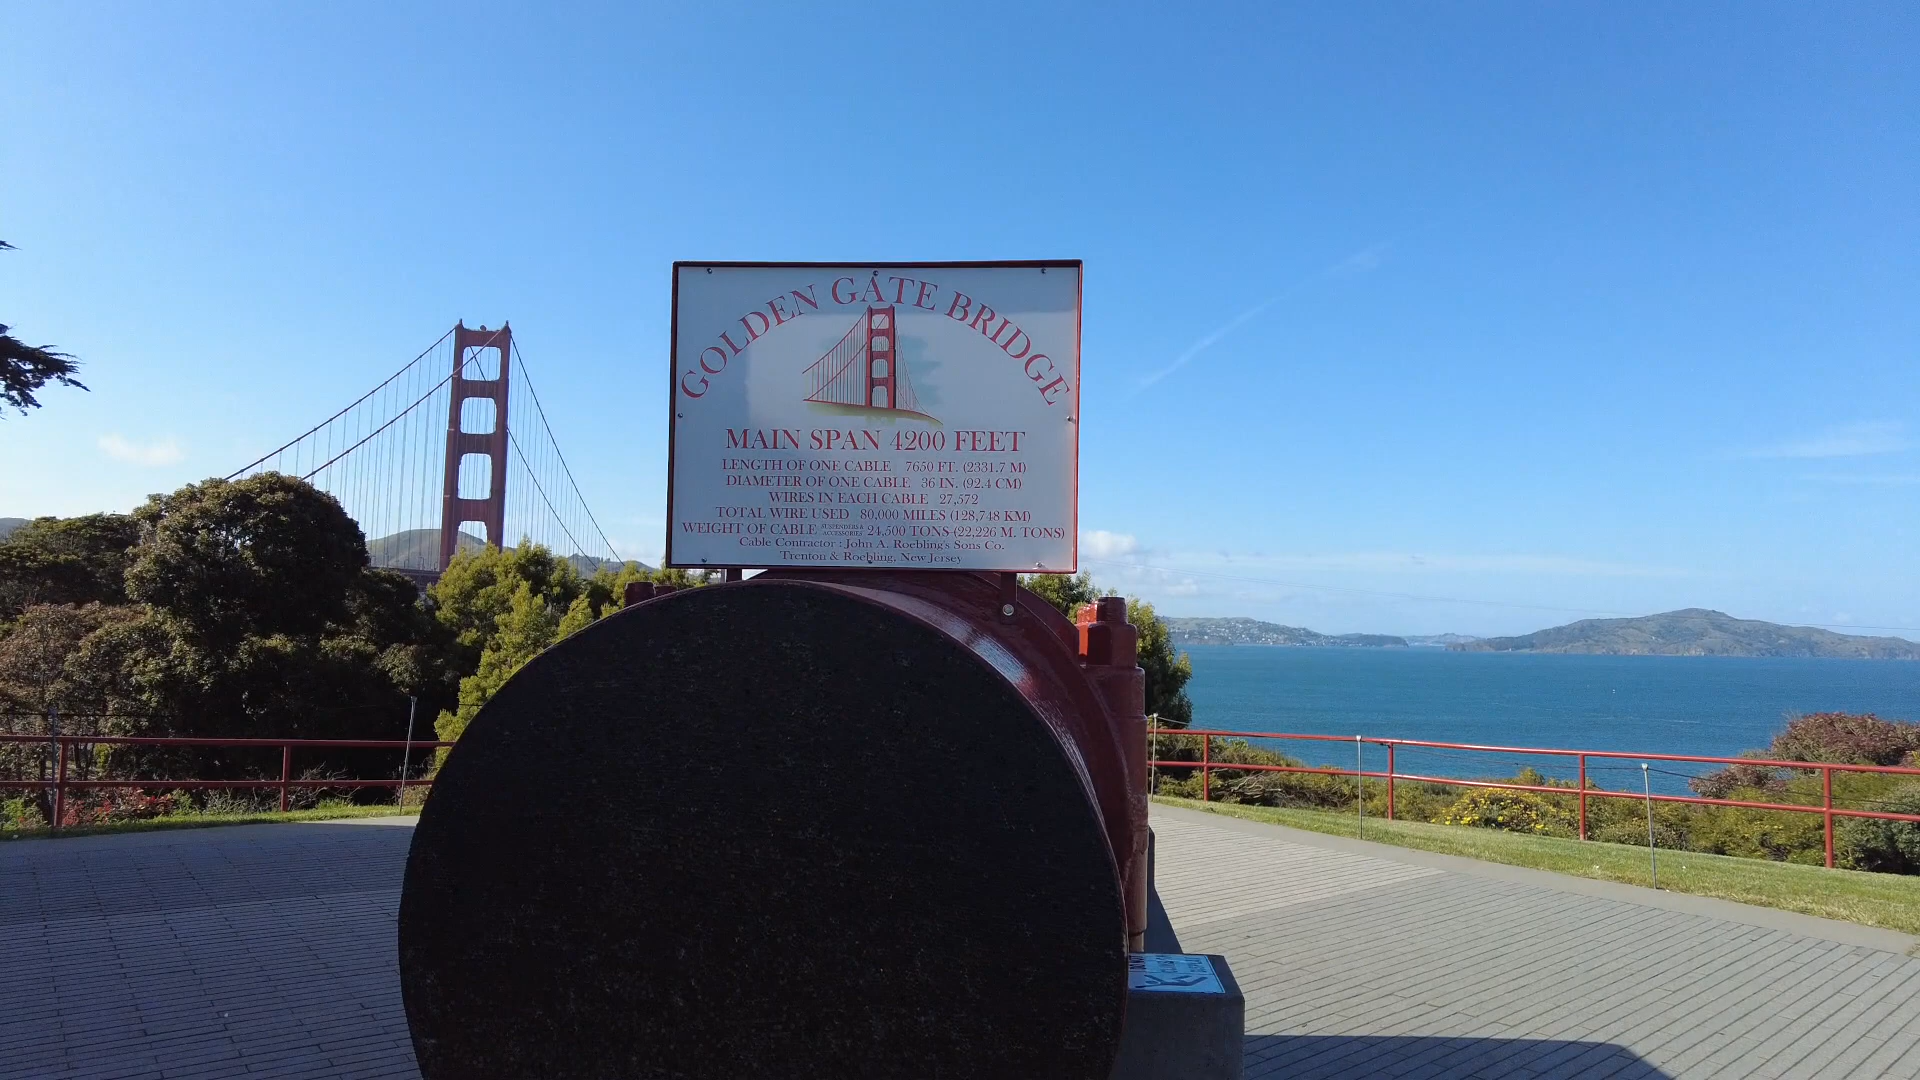 GOLDEN GATE BRIDGE
MAIN SPAN 4200 FEET
LENGTH OF ONE CABLE 7650 FT. (2331.7 M)
DIAMETER OF ONE CABLE 36 IN. (92.4 CM)
WIRES IN EACH CABLE 27,572
TOTAL WIRE USED 80,000 MILES (128,748 KM)
WEIGHT OF CABLE SUSPENDERS & ACCESSORIES 24,500 TONS (22,226 M. TONS)
Cable Contractor : John A. Roebling's Sons Co.
Trenton & Roebling, New Jersey